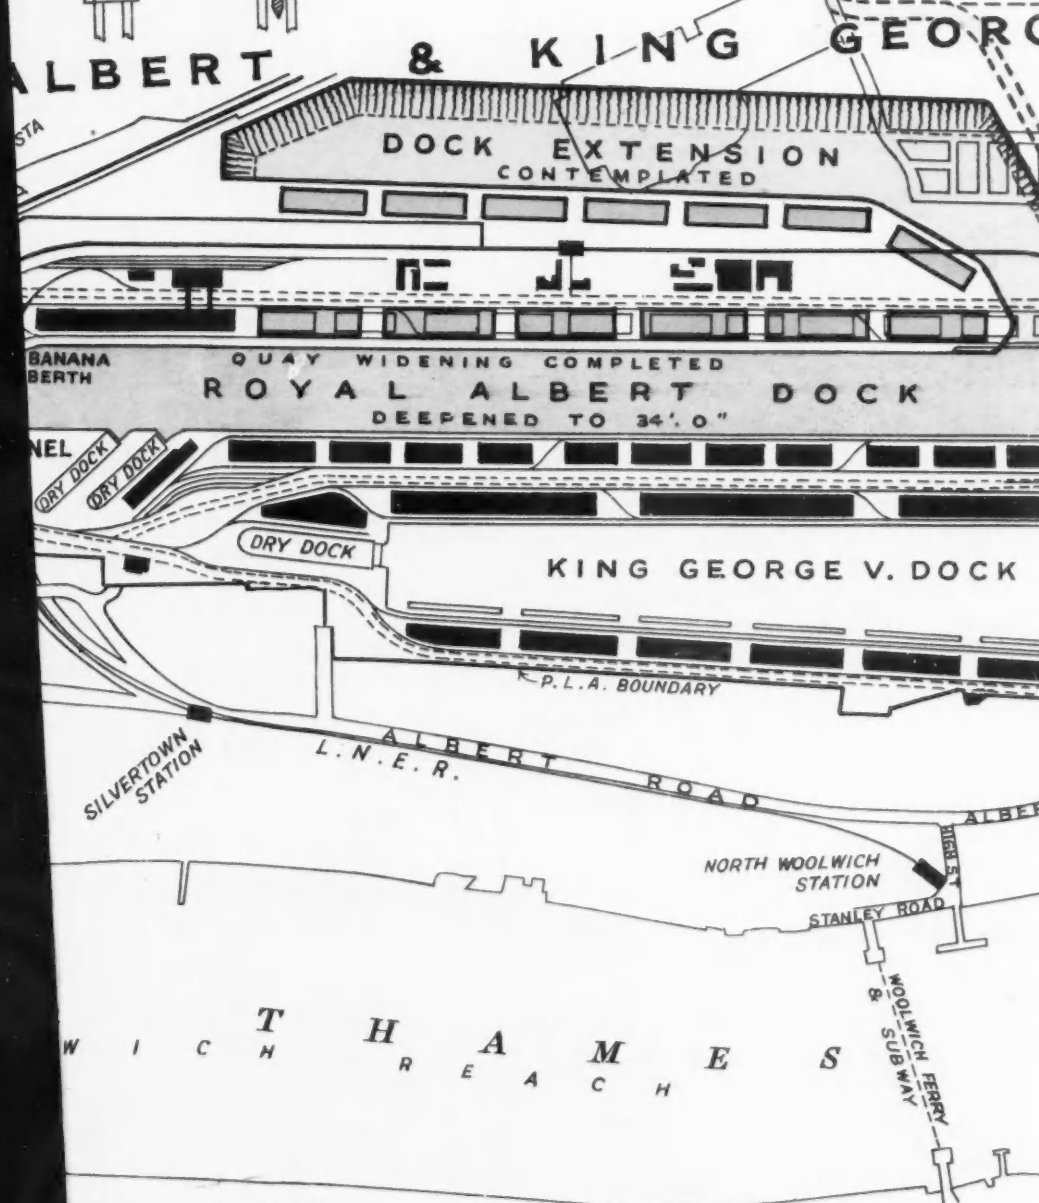 ALBERT & KING GEORG
STA
DOCK EXTENSION
CONTEMPLATED
BANANA
BERTH
QUAY WIDENING COMPLETED
ROYAL ALBERT DOCK
DEEPENED TO 34'. 0"
NEL
DRY DOCK
DRY DOCK
DRY DOCK
KING GEORGE V. DOCK
P.L.A. BOUNDARY
SILVERTOWN
STATION
ALBERT ROAD
L.N.E.R.
ALBER
HIGH ST
NORTH WOOLWICH
STATION
STANLEY ROAD
WOOLWICH FERRY
& SUBWAY
THAMES
WICH REACH